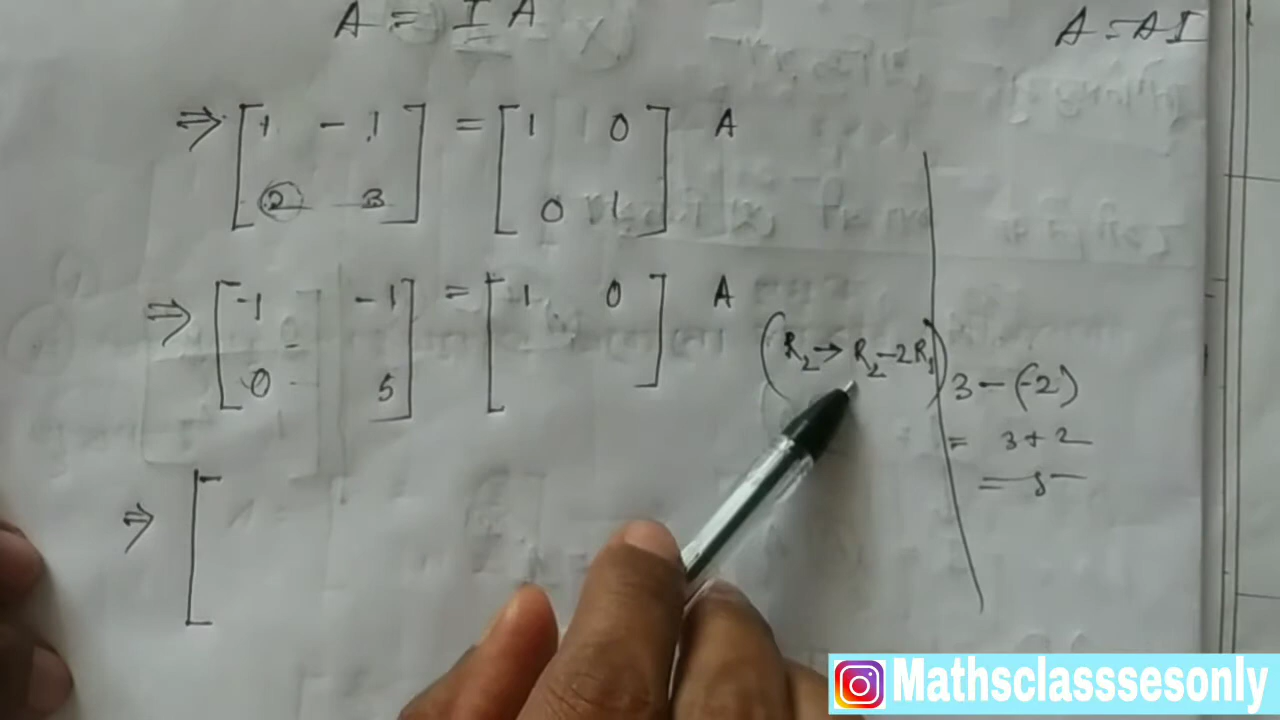 A = I A
A = AI
⇒ [ 1 -1 ] = [ 1 0 ] A
[ 2 3 ] [ 0 1 ]
⇒ [ -1 -1 ] = [ 1 0 ] A
(R₂ → R₂ - 2R₁)
[ 0 5 ] [ ]
3 - (-2)
= 3 + 2
= 5
⇒ [
Mathsclasssesonly